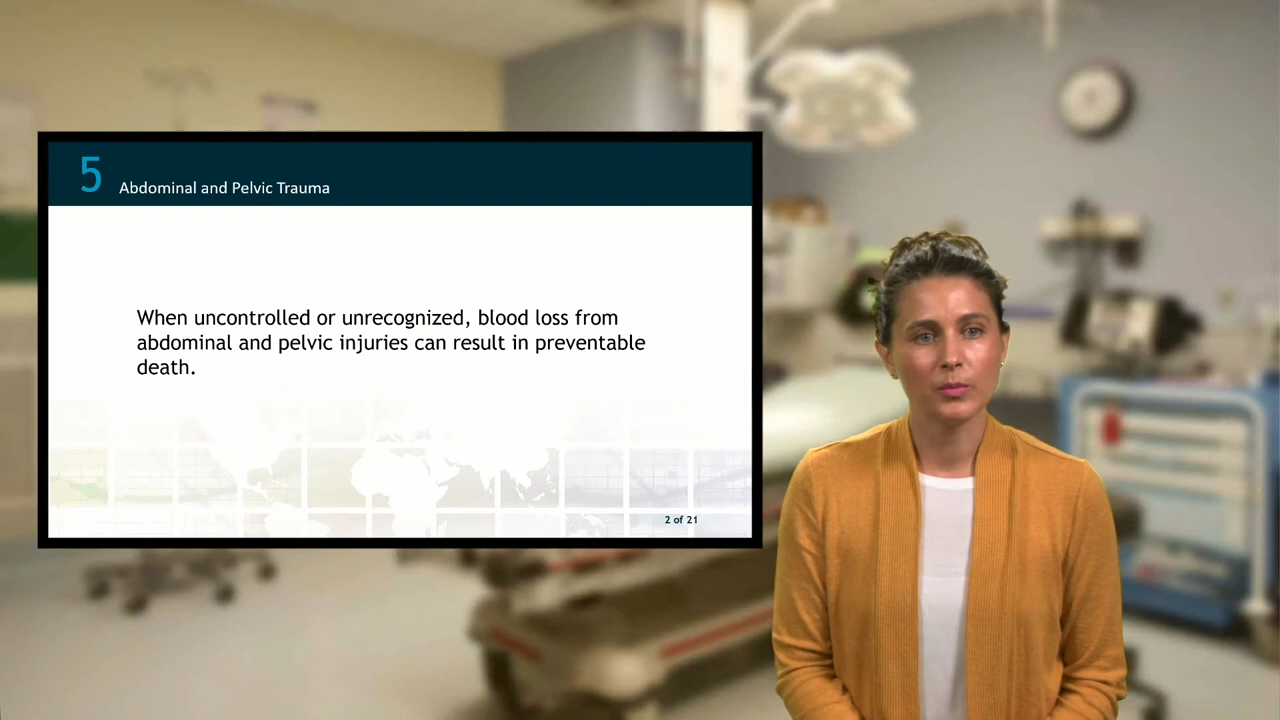 5 Abdominal and Pelvic Trauma
When uncontrolled or unrecognized, blood loss from
abdominal and pelvic injuries can result in preventable
death.
2 of 21